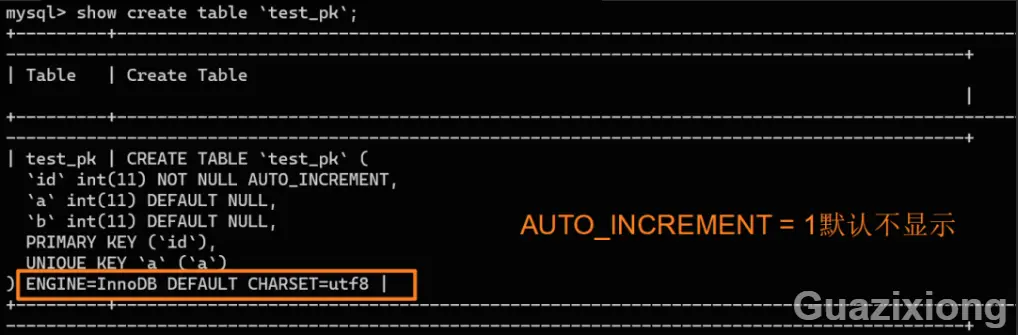 mysql> show create table `test_pk`;
| Table | Create Table
|
| test_pk | CREATE TABLE `test_pk` (
`id` int(11) NOT NULL AUTO_INCREMENT,
`a` int(11) DEFAULT NULL,
`b` int(11) DEFAULT NULL,
AUTO_INCREMENT = 1默认不显示
PRIMARY KEY (`id`),
UNIQUE KEY `a` (`a`)
) ENGINE=InnoDB DEFAULT CHARSET=utf8 |
Guazixiong